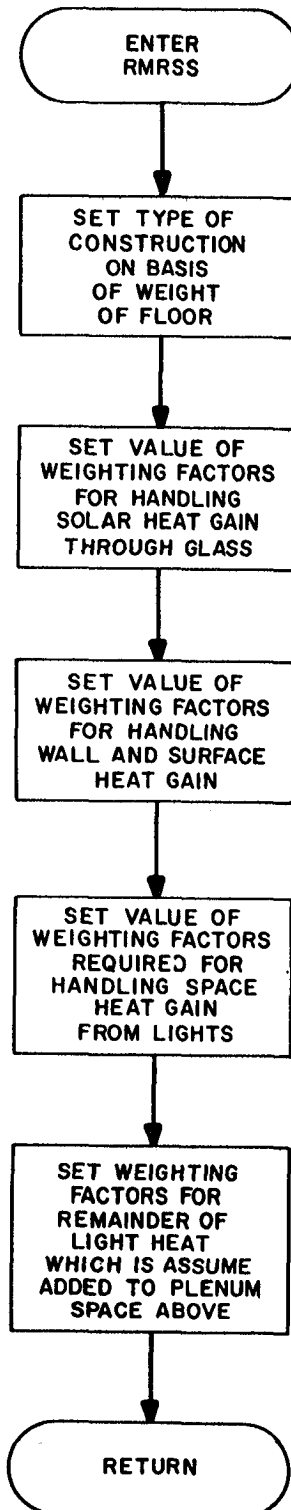 ENTER
RMRSS
SET TYPE OF
CONSTRUCTION
ON BASIS
OF WEIGHT
OF FLOOR
SET VALUE OF
WEIGHTING FACTORS
FOR HANDLING
SOLAR HEAT GAIN
THROUGH GLASS
SET VALUE OF
WEIGHTING FACTORS
FOR HANDLING
WALL AND SURFACE
HEAT GAIN
SET VALUE OF
WEIGHTING FACTORS
REQUIRED FOR
HANDLING SPACE
HEAT GAIN
FROM LIGHTS
SET WEIGHTING
FACTORS FOR
REMAINDER OF
LIGHT HEAT
WHICH IS ASSUME
ADDED TO PLENUM
SPACE ABOVE
RETURN